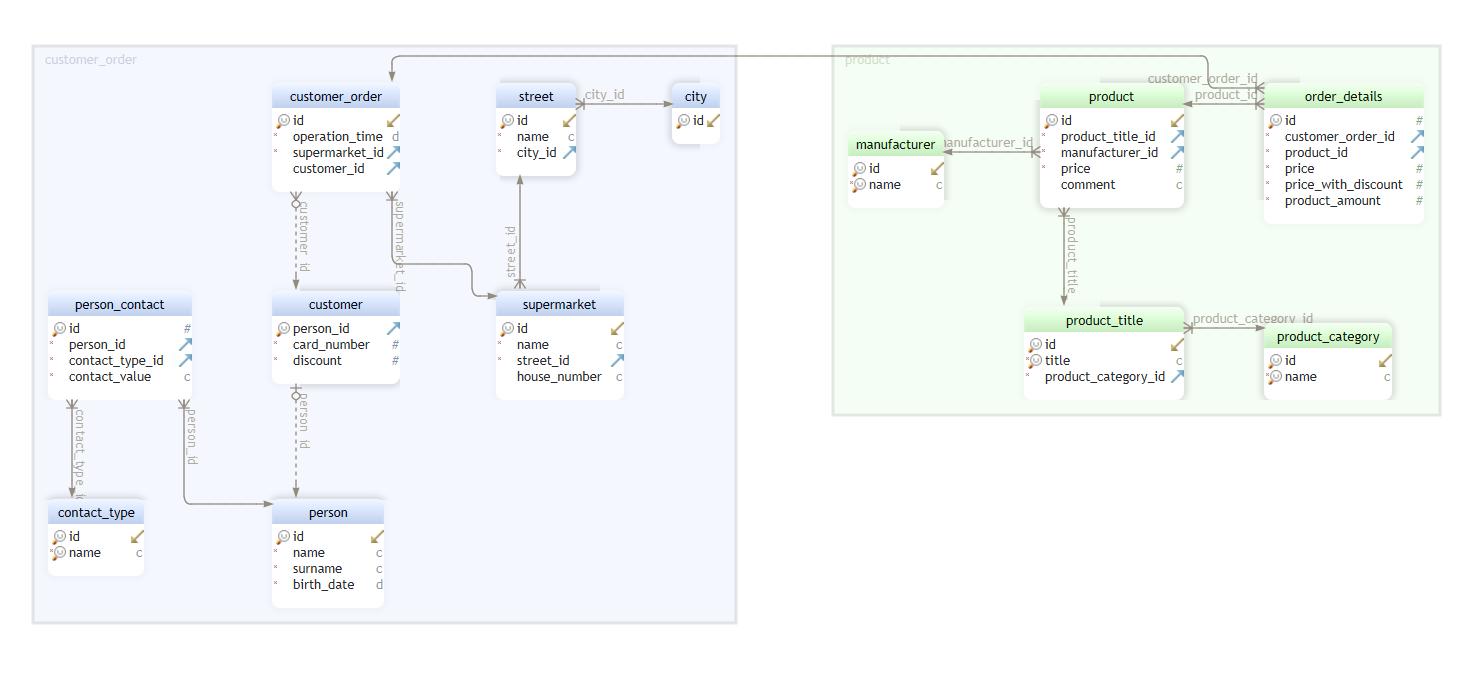 customer_order
customer_order
id
operation_time d
supermarket_id
customer_id
street
id
name c
city_id
city_id
city
id
customer_id
supermarket_id
street_id
person_contact
id #
person_id
contact_type_id
contact_value c
customer
person_id
card_number #
discount #
supermarket
id
name c
street_id
house_number c
contact_type_id
person_id
person_id
contact_type
id
name c
person
id
name c
surname c
birth_date d
product
customer_order_id
product_id
manufacturer
id
name c
manufacturer_id
product
id
product_title_id
manufacturer_id
price #
comment c
order_details
id #
customer_order_id
product_id
price #
price_with_discount #
product_amount #
product_title
product_title
id
title c
product_category_id
product_category_id
product_category
id
name c